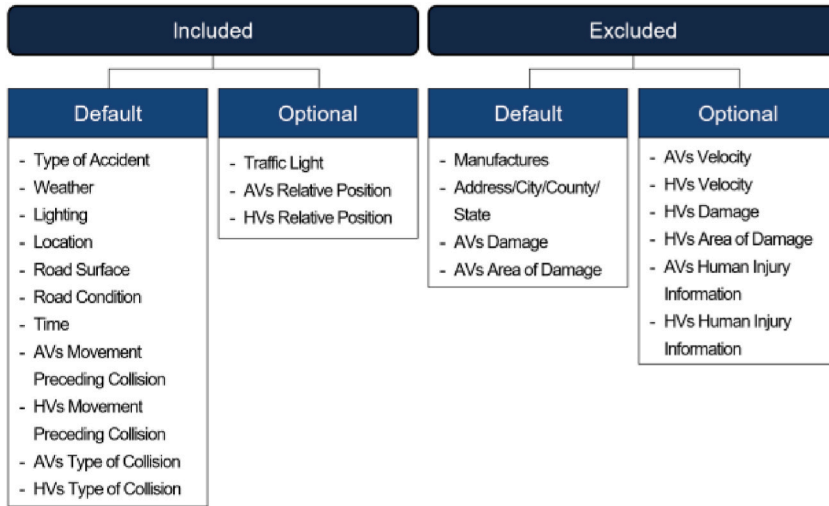 Included
Default
- Type of Accident
- Weather
- Lighting
- Location
- Road Surface
- Road Condition
- Time
- AVs Movement
Preceding Collision
- HVs Movement
Preceding Collision
- AVs Type of Collision
- HVs Type of Collision
Optional
- Traffic Light
- AVs Relative Position
- HVs Relative Position
Excluded
Default
- Manufactures
- Address/City/County/
State
- AVs Damage
- AVs Area of Damage
Optional
- AVs Velocity
- HVs Velocity
- HVs Damage
- HVs Area of Damage
- AVs Human Injury
Information
- HVs Human Injury
Information